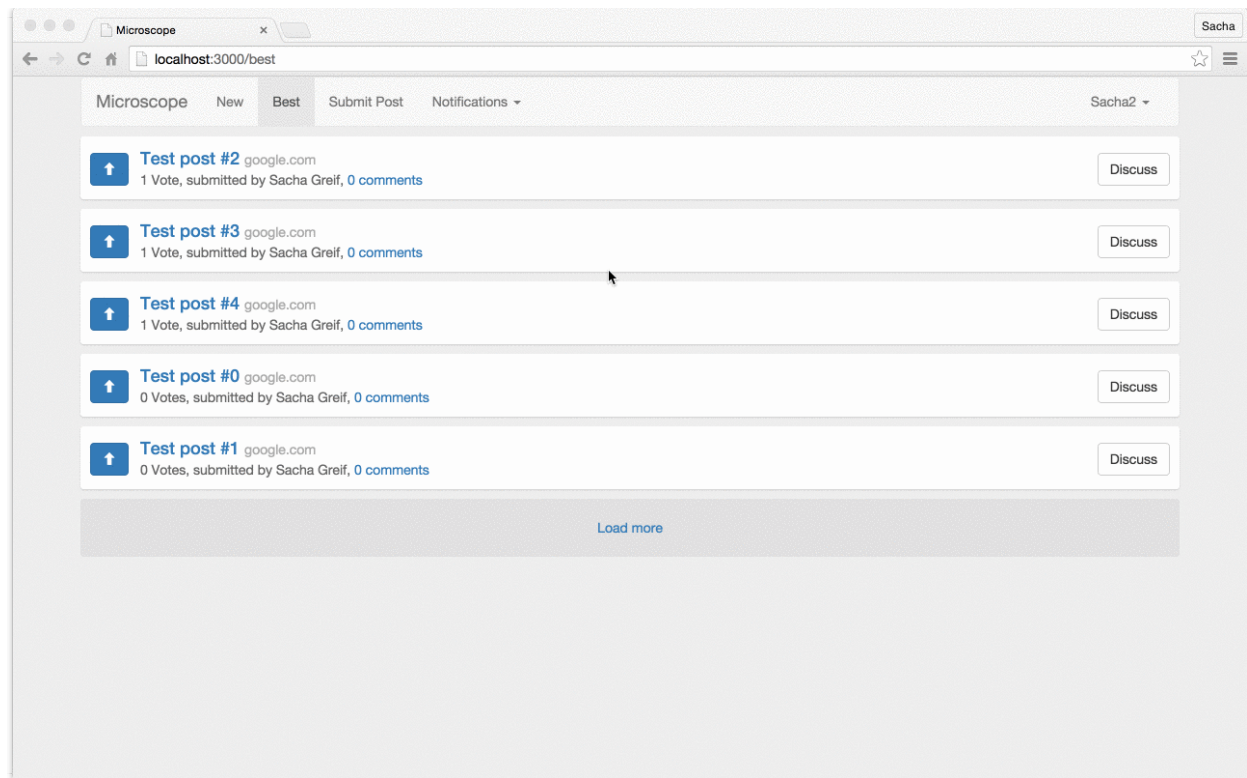 Microscope
Sacha
localhost:3000/best
Microscope New Best Submit Post Notifications Sacha2
Test post #2 google.com
1 Vote, submitted by Sacha Greif, 0 comments
Discuss
Test post #3 google.com
1 Vote, submitted by Sacha Greif, 0 comments
Discuss
Test post #4 google.com
1 Vote, submitted by Sacha Greif, 0 comments
Discuss
Test post #0 google.com
0 Votes, submitted by Sacha Greif, 0 comments
Discuss
Test post #1 google.com
0 Votes, submitted by Sacha Greif, 0 comments
Discuss
Load more